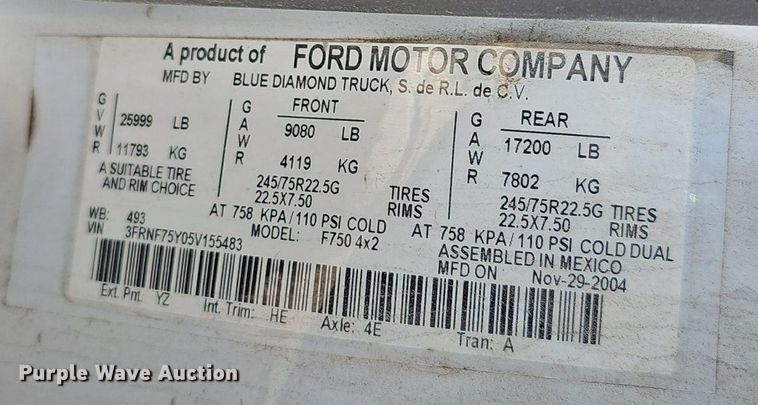 A product of FORD MOTOR COMPANY
MFD BY BLUE DIAMOND TRUCK, S. de R.L. de C.V.
GVWR 25999 LB
11793 KG
FRONT
GAWR 9080 LB
4119 KG
REAR
GAWR 17200 LB
7802 KG
A SUITABLE TIRE
AND RIM CHOICE
245/75R22.5G TIRES
22.5X7.50 RIMS
245/75R22.5G TIRES
22.5X7.50 RIMS
WB: 493
AT 758 KPA/110 PSI COLD
AT 758 KPA/110 PSI COLD DUAL
VIN 3FRNF75Y05V155483
MODEL: F750 4x2
ASSEMBLED IN MEXICO
MFD ON Nov-29-2004
Ext. Pnt. YZ Int. Trim: HE Axle: 4E Tran: A
Purple Wave Auction